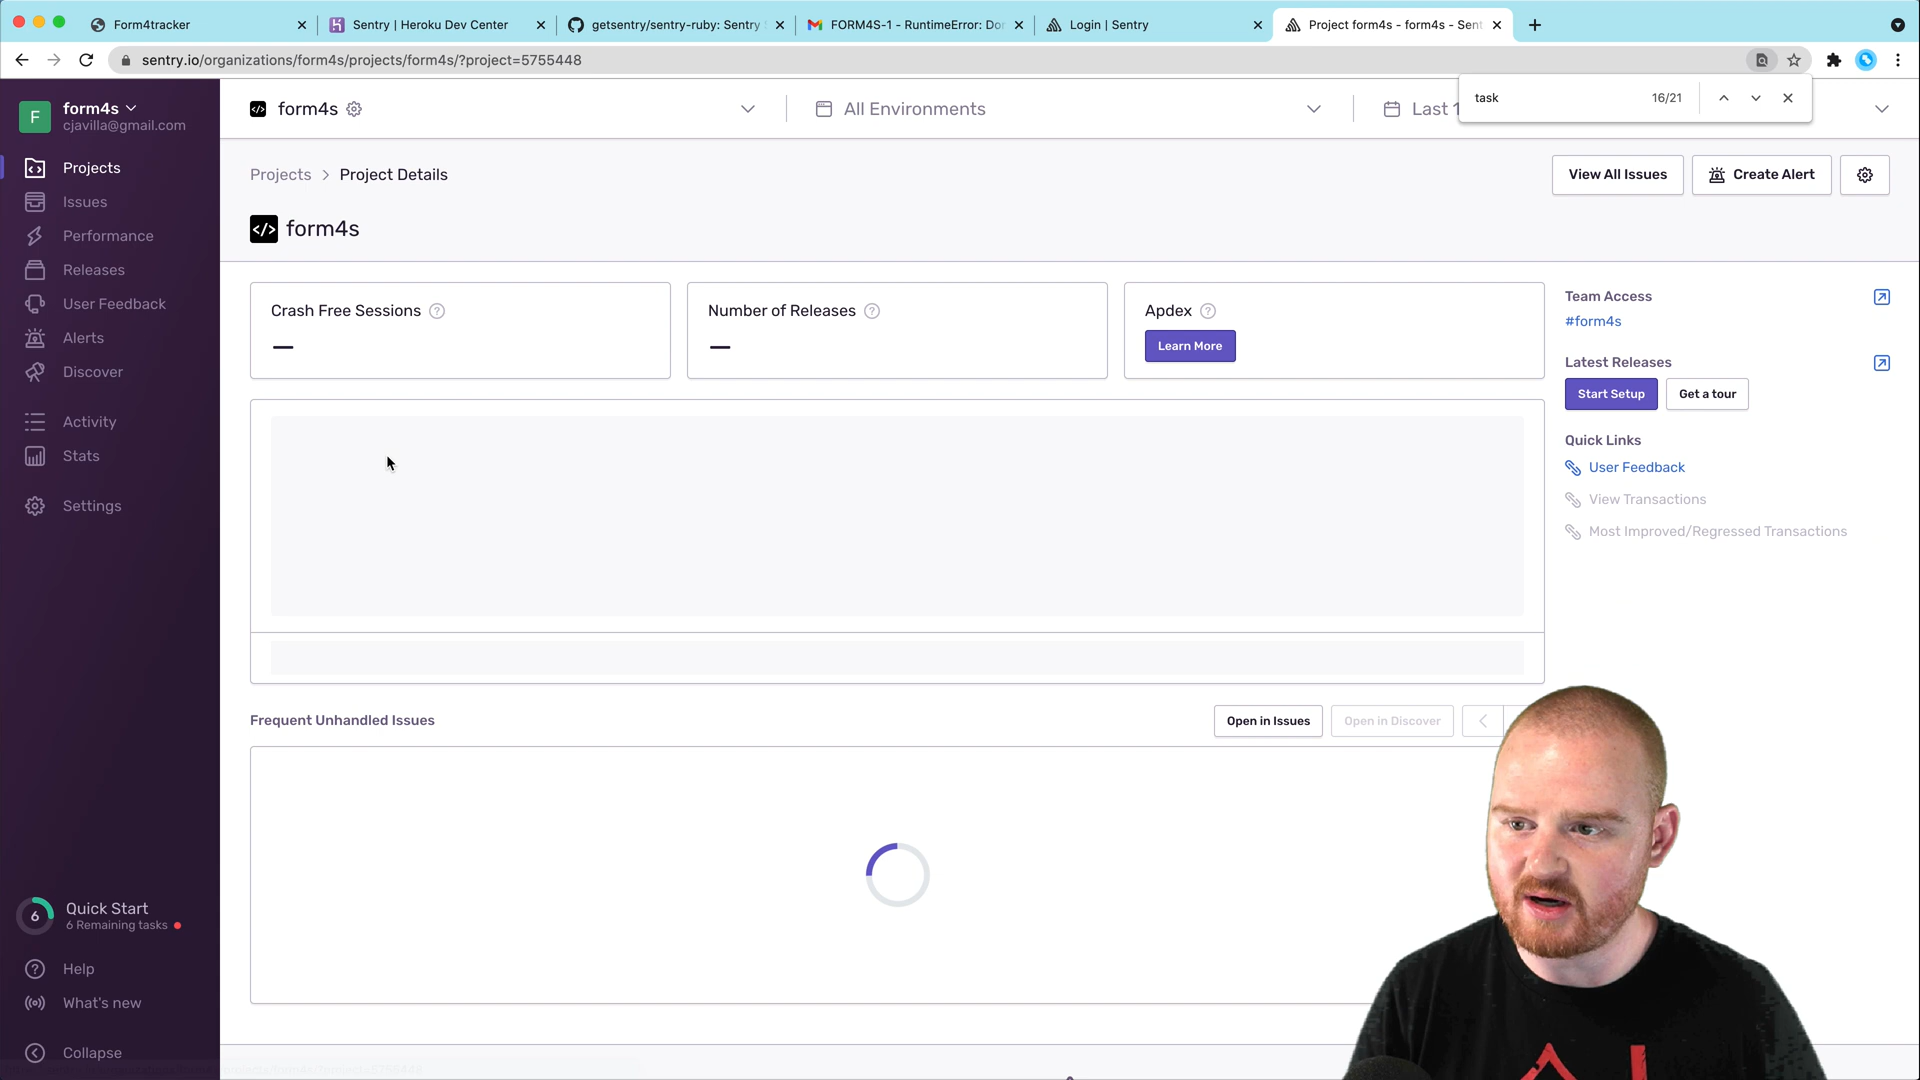 Form4tracker
Sentry | Heroku Dev Center
getsentry/sentry-ruby: Sentry
FORM4S-1 - RuntimeError: Do
Login | Sentry
Project form4s - form4s - Sent
sentry.io/organizations/form4s/projects/form4s/?project=5755448
task
16/21
F
form4s
cjavilla@gmail.com
Projects
Issues
Performance
Releases
User Feedback
Alerts
Discover
Activity
Stats
Settings
6
Quick Start
6 Remaining tasks
Help
What's new
Collapse
form4s
All Environments
Last 1
Projects > Project Details
View All Issues
Create Alert
form4s
Crash Free Sessions
—
Number of Releases
—
Apdex
Learn More
Team Access
#form4s
Latest Releases
Start Setup
Get a tour
Quick Links
User Feedback
View Transactions
Most Improved/Regressed Transactions
Frequent Unhandled Issues
Open in Issues
Open in Discover